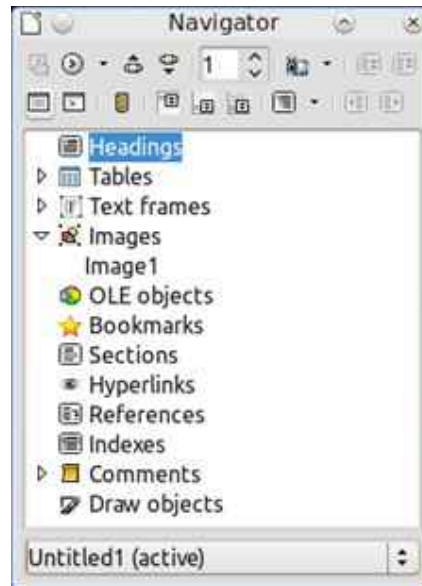 Navigator
1
Headings
Tables
Text frames
Images
Image1
OLE objects
Bookmarks
Sections
Hyperlinks
References
Indexes
Comments
Draw objects
Untitled1 (active)